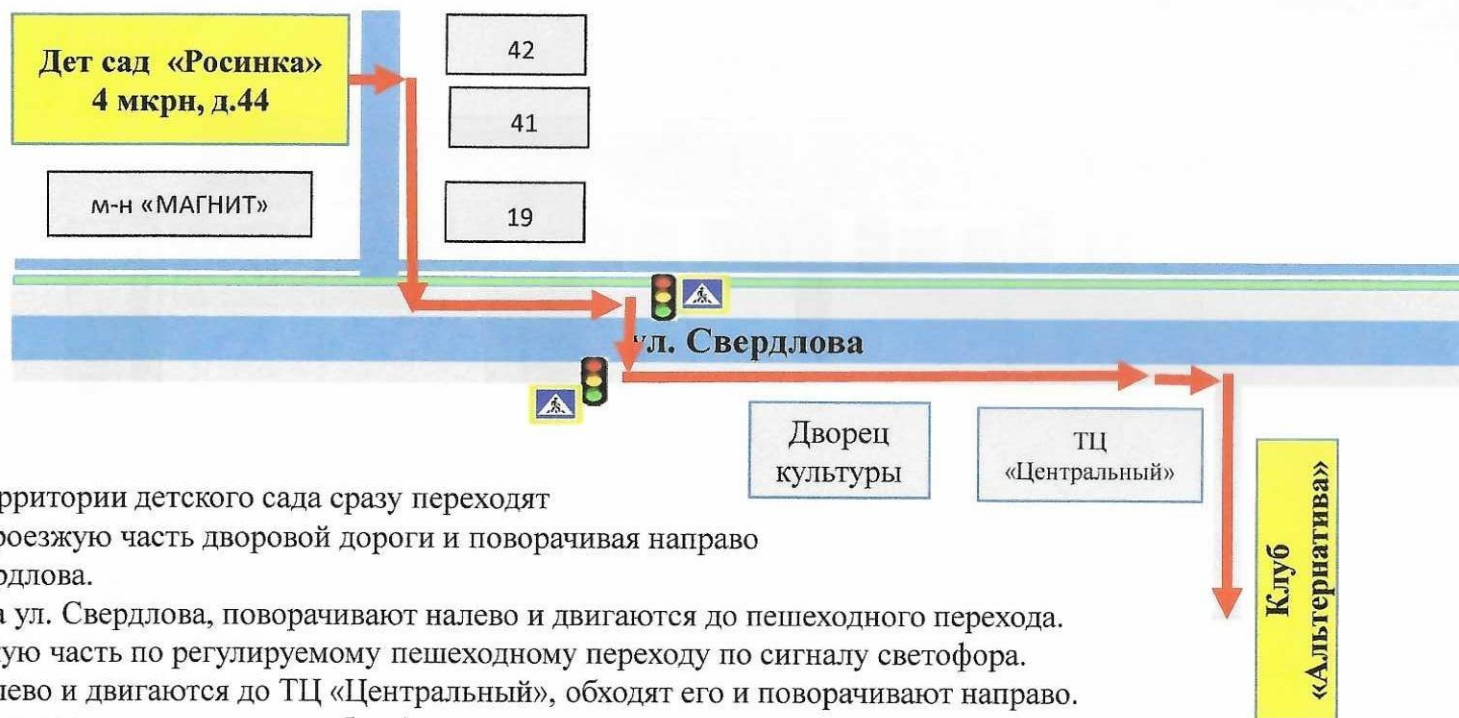 Дет сад «Росинка»
4 мкрн, д.44
42
41
м-н «МАГНИТ»
19
ул. Свердлова
Дворец
культуры
ТЦ
«Центральный»
Клуб
«Альтернатива»
рритории детского сада сразу переходят
роезжую часть дворовой дороги и поворачивая направо
рдлова.
а ул. Свердлова, поворачивают налево и двигаются до пешеходного перехода.
ую часть по регулируемому пешеходному переходу по сигналу светофора.
лево и двигаются до ТЦ «Центральный», обходят его и поворачивают направо.